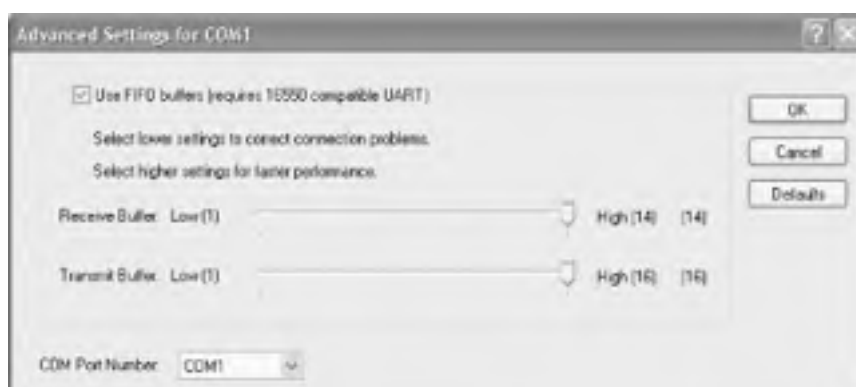 Advanced Settings for COM1
Use FIFO buffers (requires 16550 compatible UART)
Select lower settings to correct connection problems.
Select higher settings for faster performance.
Receive Buffer: Low (1) High (14) (14)
Transmit Buffer: Low (1) High (16) (16)
COM Port Number: COM1
OK
Cancel
Defaults